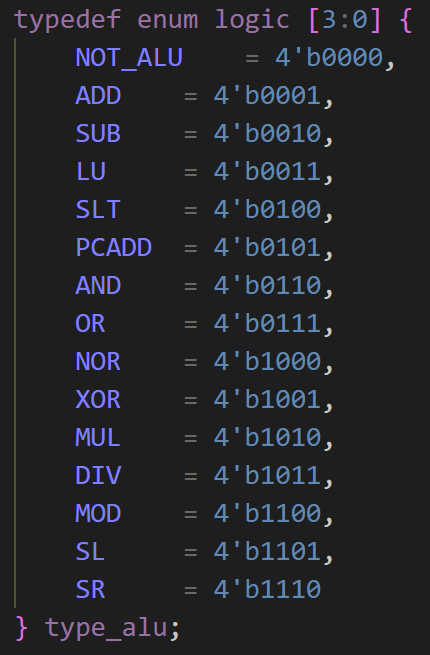 typedef enum logic [3:0] {
    NOT_ALU    = 4'b0000,
    ADD    = 4'b0001,
    SUB    = 4'b0010,
    LU     = 4'b0011,
    SLT    = 4'b0100,
    PCADD  = 4'b0101,
    AND    = 4'b0110,
    OR     = 4'b0111,
    NOR    = 4'b1000,
    XOR    = 4'b1001,
    MUL    = 4'b1010,
    DIV    = 4'b1011,
    MOD    = 4'b1100,
    SL     = 4'b1101,
    SR     = 4'b1110
} type_alu;